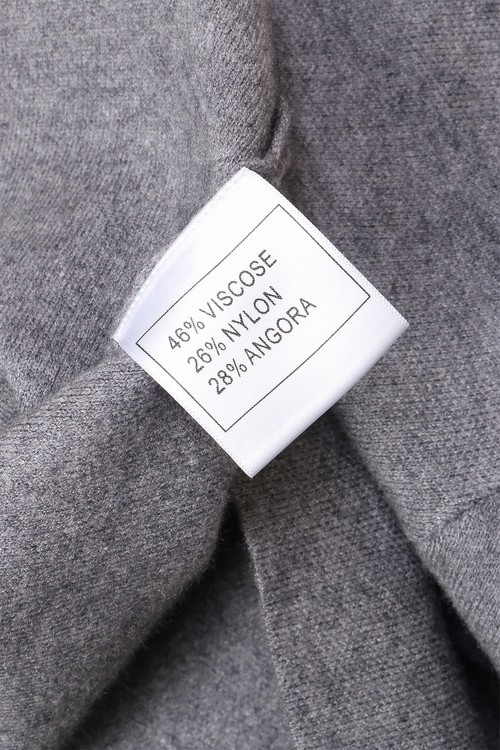 46% VISCOSE
26% NYLON
28% ANGORA